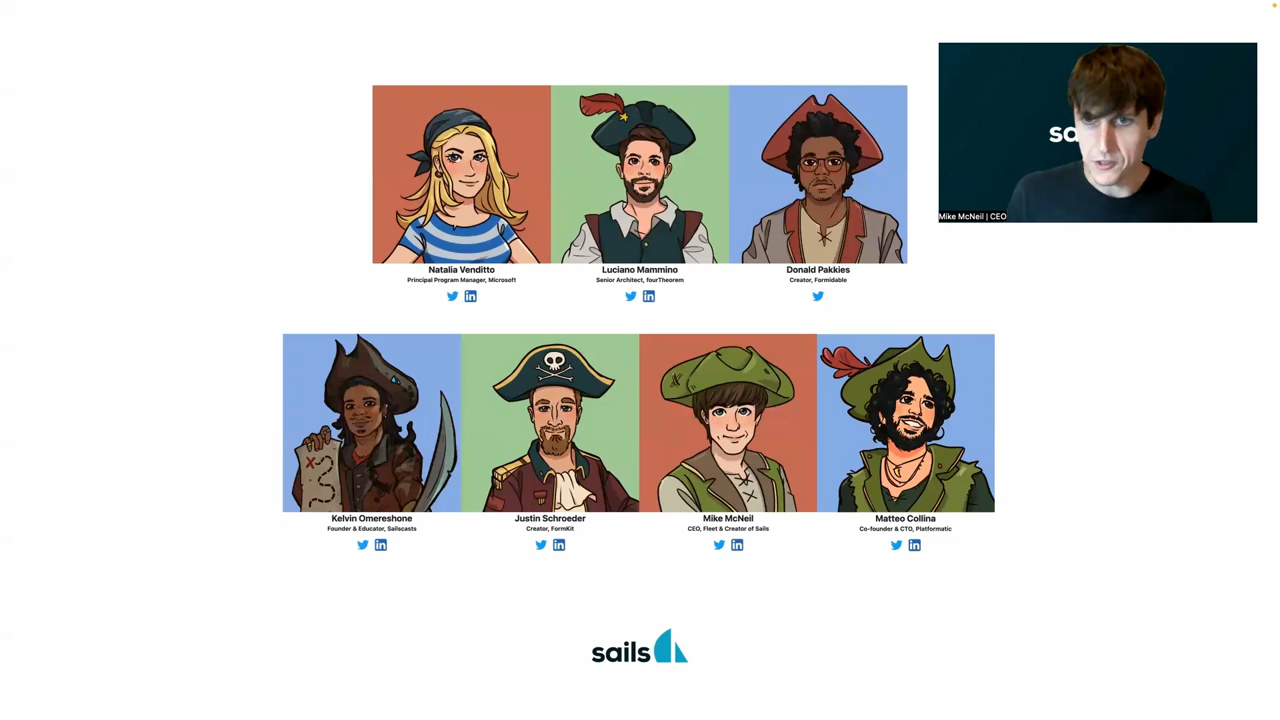 sa
Mike McNeil | CEO
Natalia Venditto
Principal Program Manager, Microsoft
Luciano Mammino
Senior Architect, fourTheorem
Donald Pakkies
Creator, Formidable
Kelvin Omereshone
Founder & Educator, Sailscasts
Justin Schroeder
Creator, FormKit
Mike McNeil
CEO, Fleet & Creator of Sails
Matteo Collina
Co-founder & CTO, Platformatic
sails